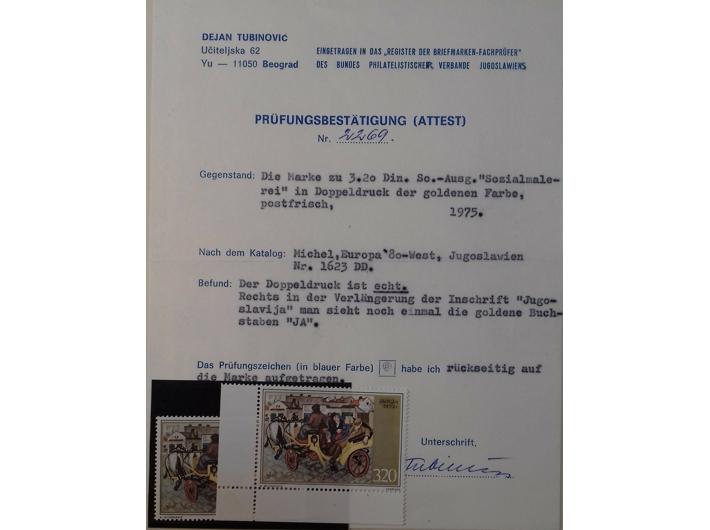 DEJAN TUBINOVIĆ
Učiteljska 62
Yu — 11050 Beograd
EINGETRAGEN IN DAS „REGISTER DER BRIEFMARKEN-FACHPRÜFER"
DES BUNDES PHILATELISTISCHER VERBANDE JUGOSLAWIENS
PRÜFUNGSBESTÄTIGUNG (ATTEST)
Nr. 2269.
Gegenstand: Die Marke zu 3.20 Din. So.-Ausg."Sozialmale-
rei" in Doppeldruck der goldenen Farbe,
postfrisch, 1975.
Nach dem Katalog: Michel,Europa'80-West, Jugoslawien
Nr. 1623 DD.
Befund: Der Doppeldruck ist echt.
Rechts in der Verlängerung der Inschrift "Jugo-
slavija" man sieht noch einmal die goldene Buch-
staben "JA".
Das Prüfungszeichen (in blauer Farbe) habe ich rückseitig auf
die Marke aufgetragen.
Unterschrift,
320